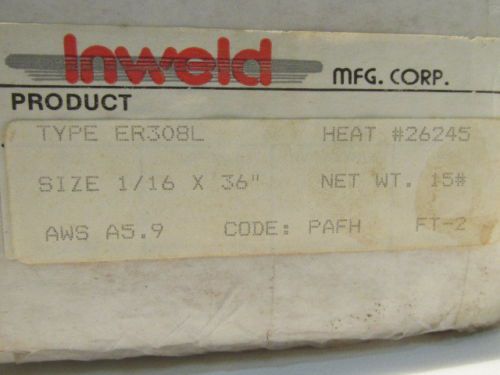 Inweld MFG. CORP.
PRODUCT
TYPE ER308L HEAT #26245
SIZE 1/16 X 36" NET WT. 15#
AWS A5.9 CODE: PAFH FT-2